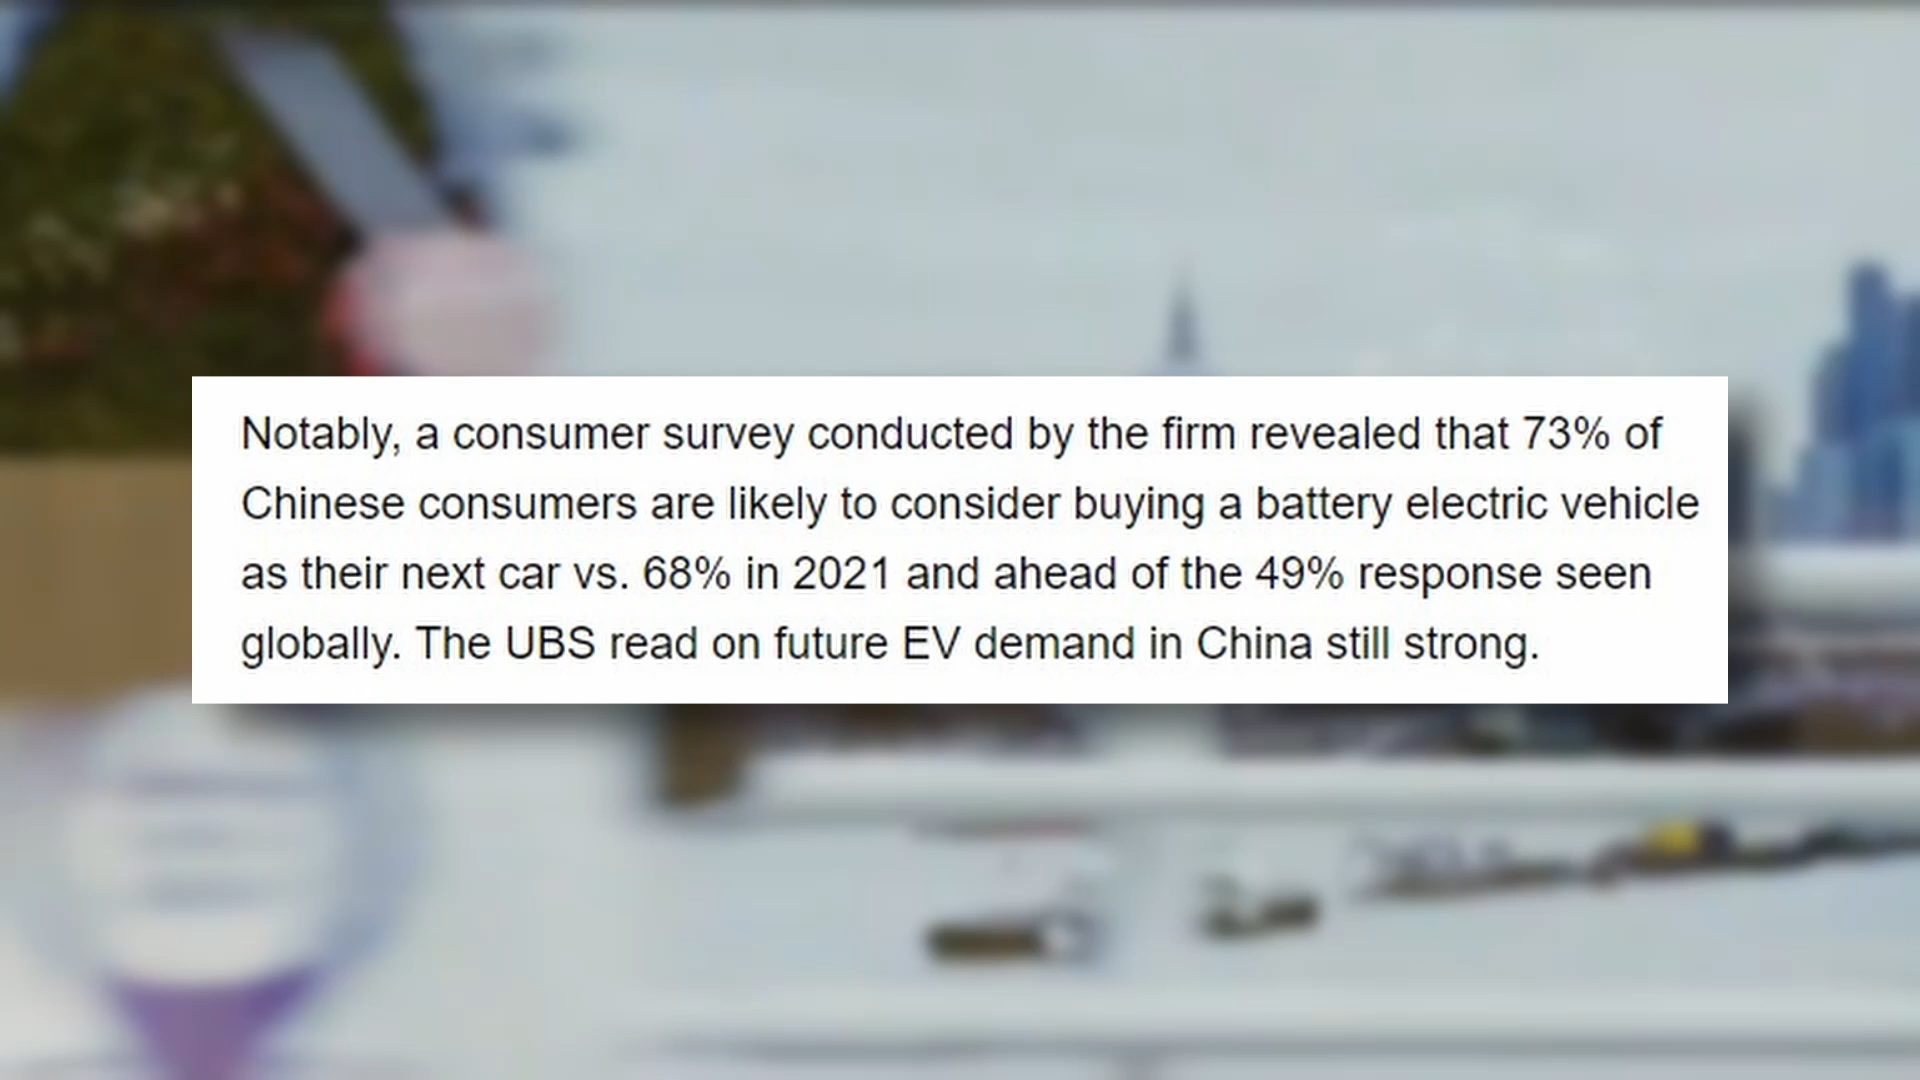 Notably, a consumer survey conducted by the firm revealed that 73% of
Chinese consumers are likely to consider buying a battery electric vehicle
as their next car vs. 68% in 2021 and ahead of the 49% response seen
globally. The UBS read on future EV demand in China still strong.